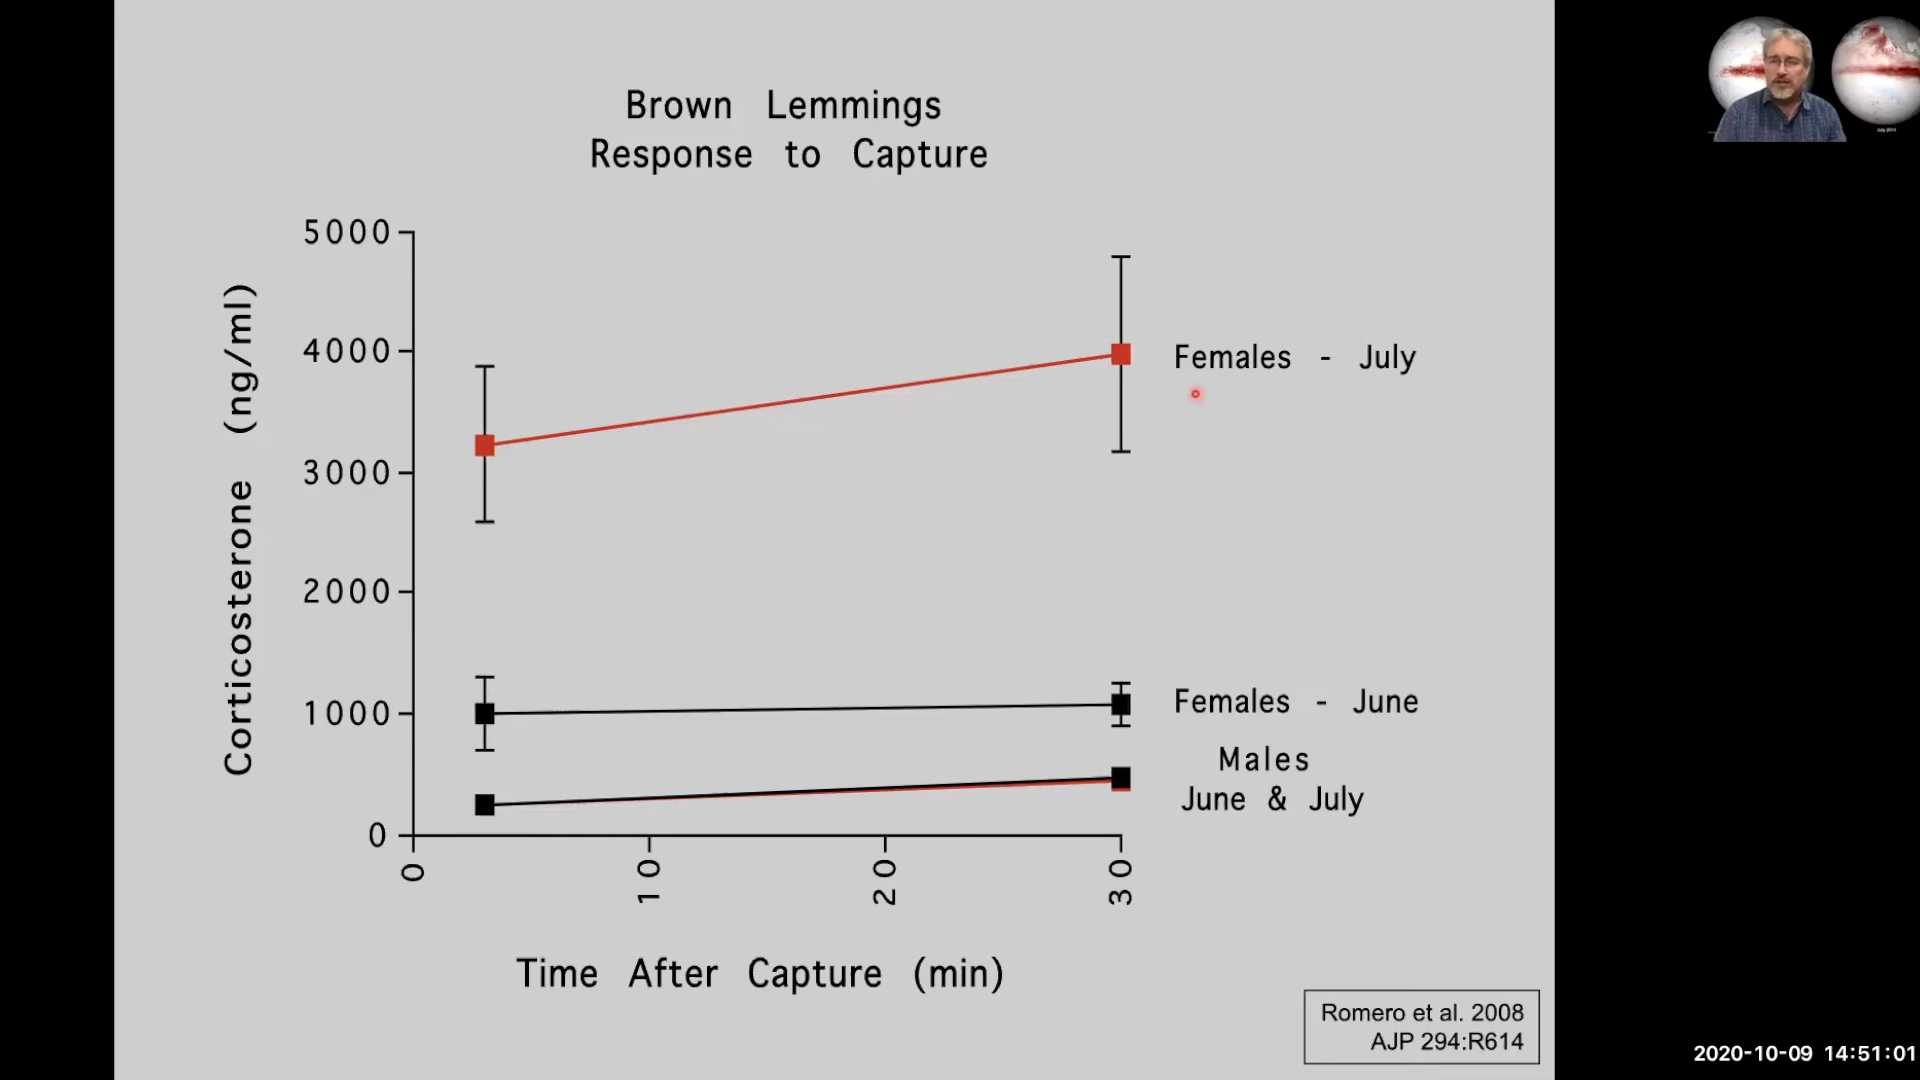 Brown Lemmings
Response to Capture
5000
4000
3000
2000
1000
0
Corticosterone (ng/ml)
Females - July
Females - June
Males
June & July
0
10
20
30
Time After Capture (min)
Romero et al. 2008
AJP 294:R614
2020-10-09 14:51:01